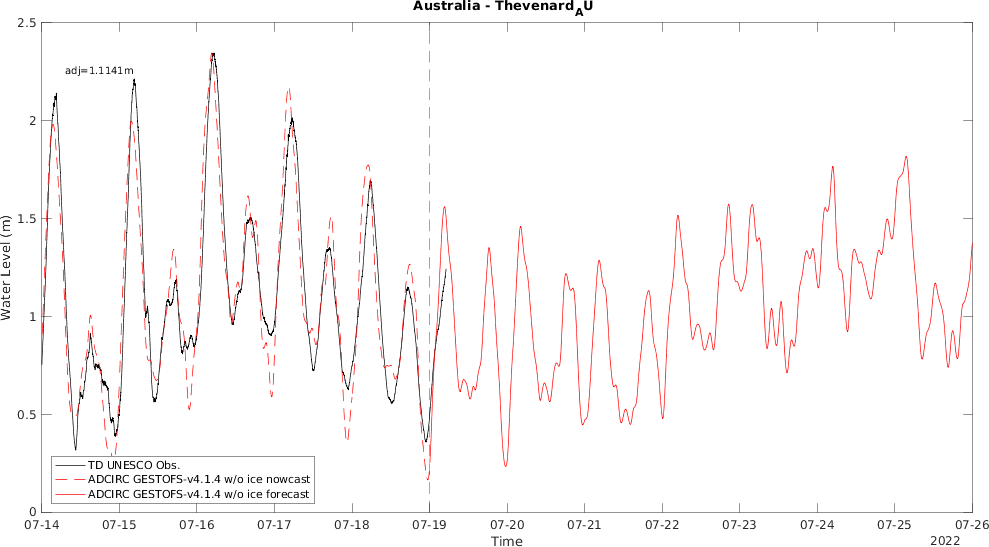 Australia - Thevenard_AU
adj=1.1141m
Water Level (m)
2.5
2
1.5
1
0.5
0
TD UNESCO Obs.
ADCIRC GESTOFS-v4.1.4 w/o ice nowcast
ADCIRC GESTOFS-v4.1.4 w/o ice forecast
07-14 07-15 07-16 07-17 07-18 07-19 07-20 07-21 07-22 07-23 07-24 07-25 07-26
Time
2022